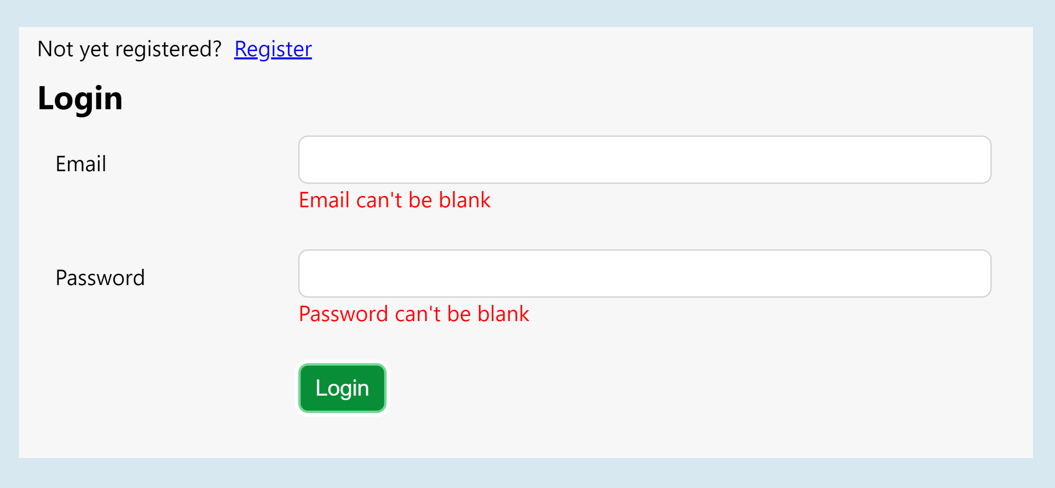 Not yet registered? Register
Login
Email
Email can't be blank
Password
Password can't be blank
Login